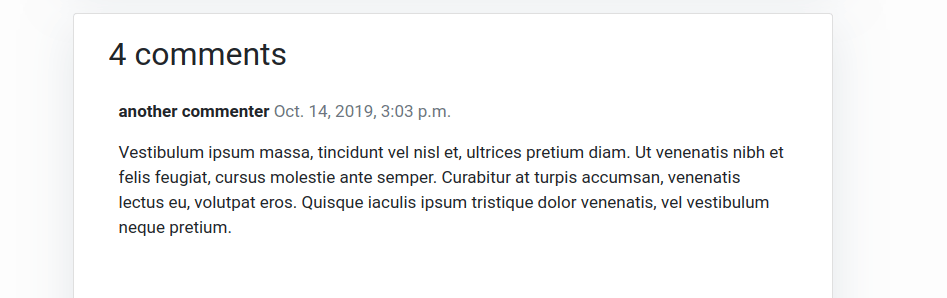 4 comments
another commenter Oct. 14, 2019, 3:03 p.m.
Vestibulum ipsum massa, tincidunt vel nisl et, ultrices pretium diam. Ut venenatis nibh et
felis feugiat, cursus molestie ante semper. Curabitur at turpis accumsan, venenatis
lectus eu, volutpat eros. Quisque iaculis ipsum tristique dolor venenatis, vel vestibulum
neque pretium.